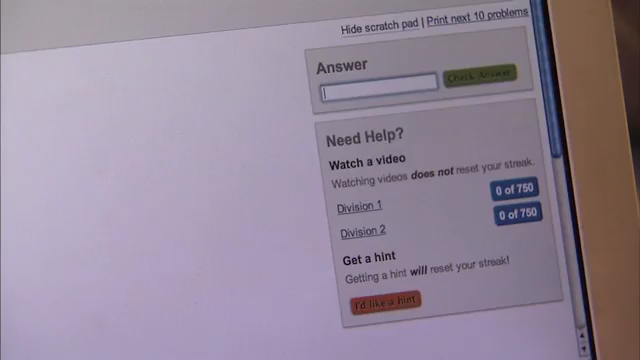 Hide scratch pad | Print next 10 problems
Answer
Check Answer
Need Help?
Watch a video
Watching videos does not reset your streak.
Division 1
0 of 750
Division 2
0 of 750
Get a hint
Getting a hint will reset your streak!
I'd like a hint